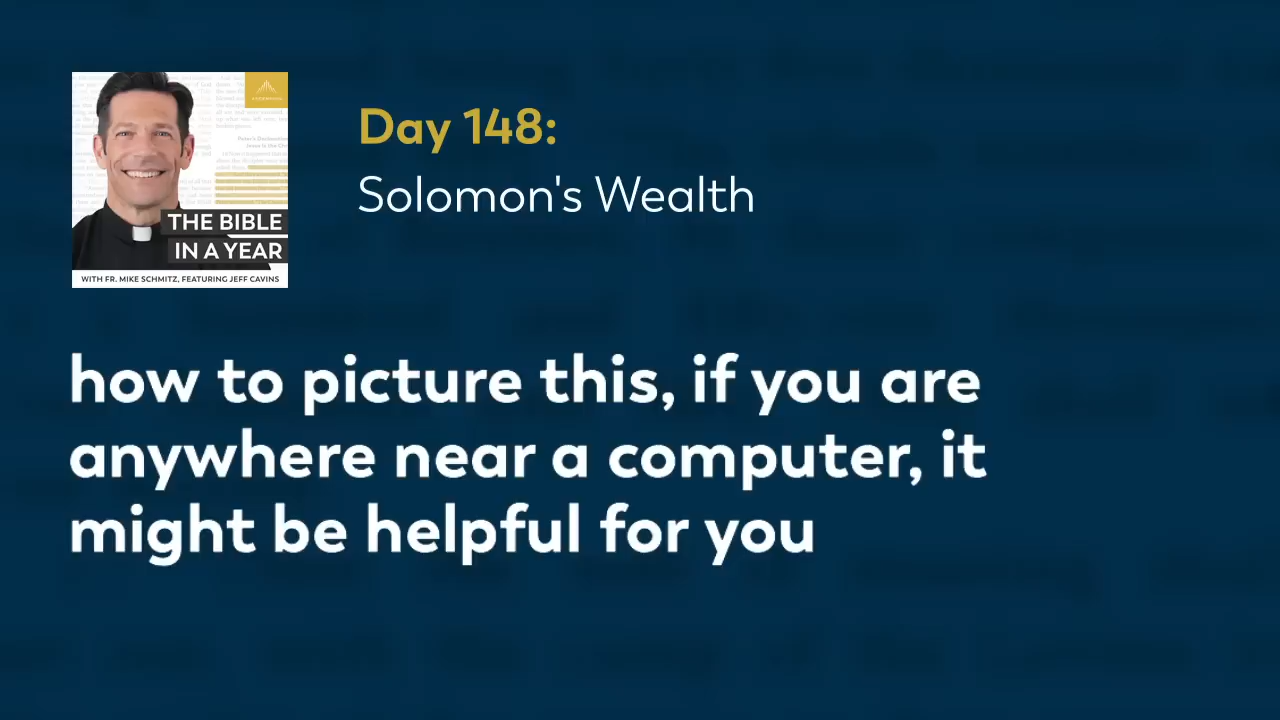 Day 148:
Solomon's Wealth
THE BIBLE
IN A YEAR
WITH FR. MIKE SCHMITZ, FEATURING JEFF CAVINS
how to picture this, if you are
anywhere near a computer, it
might be helpful for you